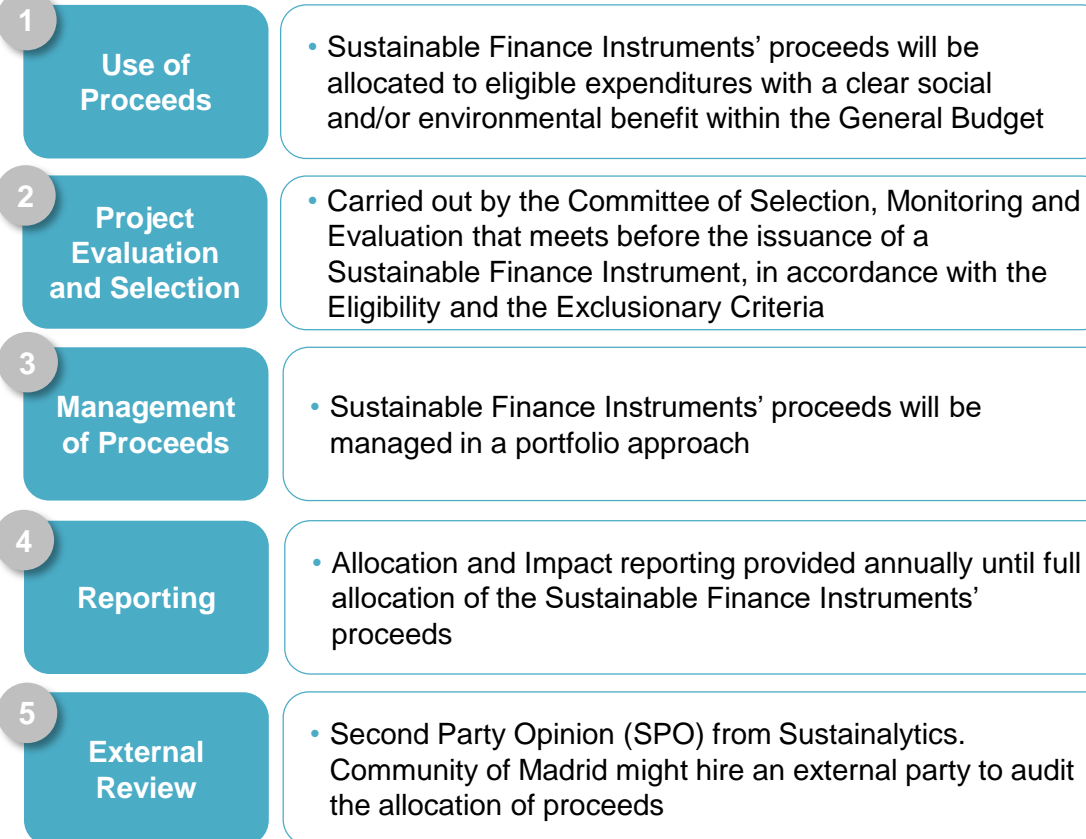 1
Use of
Proceeds
• Sustainable Finance Instruments’ proceeds will be
allocated to eligible expenditures with a clear social
and/or environmental benefit within the General Budget
2
Project
Evaluation
and Selection
• Carried out by the Committee of Selection, Monitoring and
Evaluation that meets before the issuance of a
Sustainable Finance Instrument, in accordance with the
Eligibility and the Exclusionary Criteria
3
Management
of Proceeds
• Sustainable Finance Instruments’ proceeds will be
managed in a portfolio approach
4
Reporting
• Allocation and Impact reporting provided annually until full
allocation of the Sustainable Finance Instruments’
proceeds
5
External
Review
• Second Party Opinion (SPO) from Sustainalytics.
Community of Madrid might hire an external party to audit
the allocation of proceeds